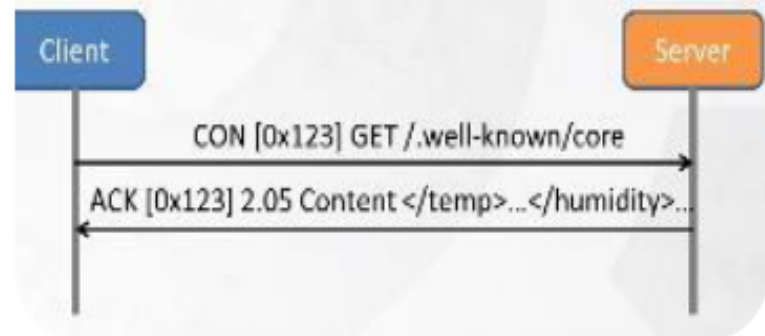 Client
Server
CON [0x123] GET /.well-known/core
ACK [0x123] 2.05 Content </temp>...</humidity>...